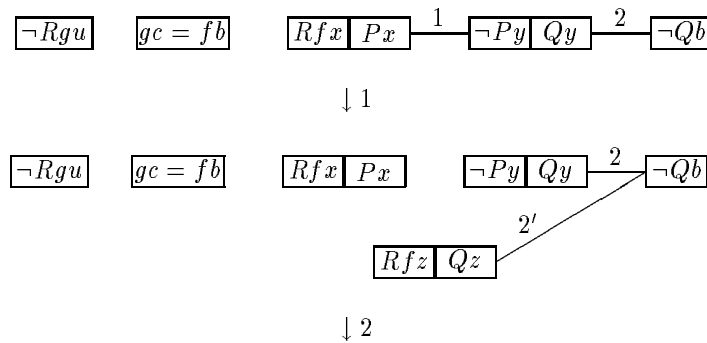 1 2
¬Rgu gc = fb Rfx Px ¬Py Qy ¬Qb
↓ 1
2
¬Rgu gc = fb Rfx Px ¬Py Qy ¬Qb
2′
Rfz Qz
↓ 2